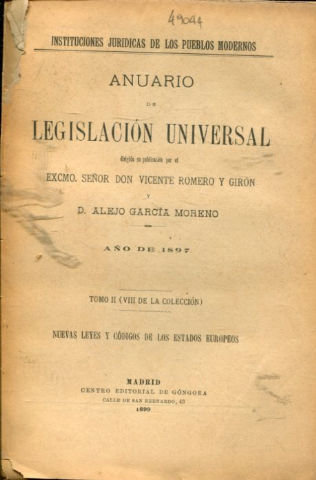 49044
INSTITUCIONES JURIDICAS DE LOS PUEBLOS MODERNOS
ANUARIO
DE
LEGISLACIÓN UNIVERSAL
dirigido su publicación por el
EXCMO. SEÑOR DON VICENTE ROMERO Y GIRÓN
Y
D. ALEJO GARCÍA MORENO
AÑO DE 1897
TOMO II (VIII DE LA COLECCIÓN)
NUEVAS LEYES Y CÓDIGOS DE LOS ESTADOS EUROPEOS
MADRID
CENTRO EDITORIAL DE GÓNGORA
CALLE DE SAN BERNARDO, 45
1899